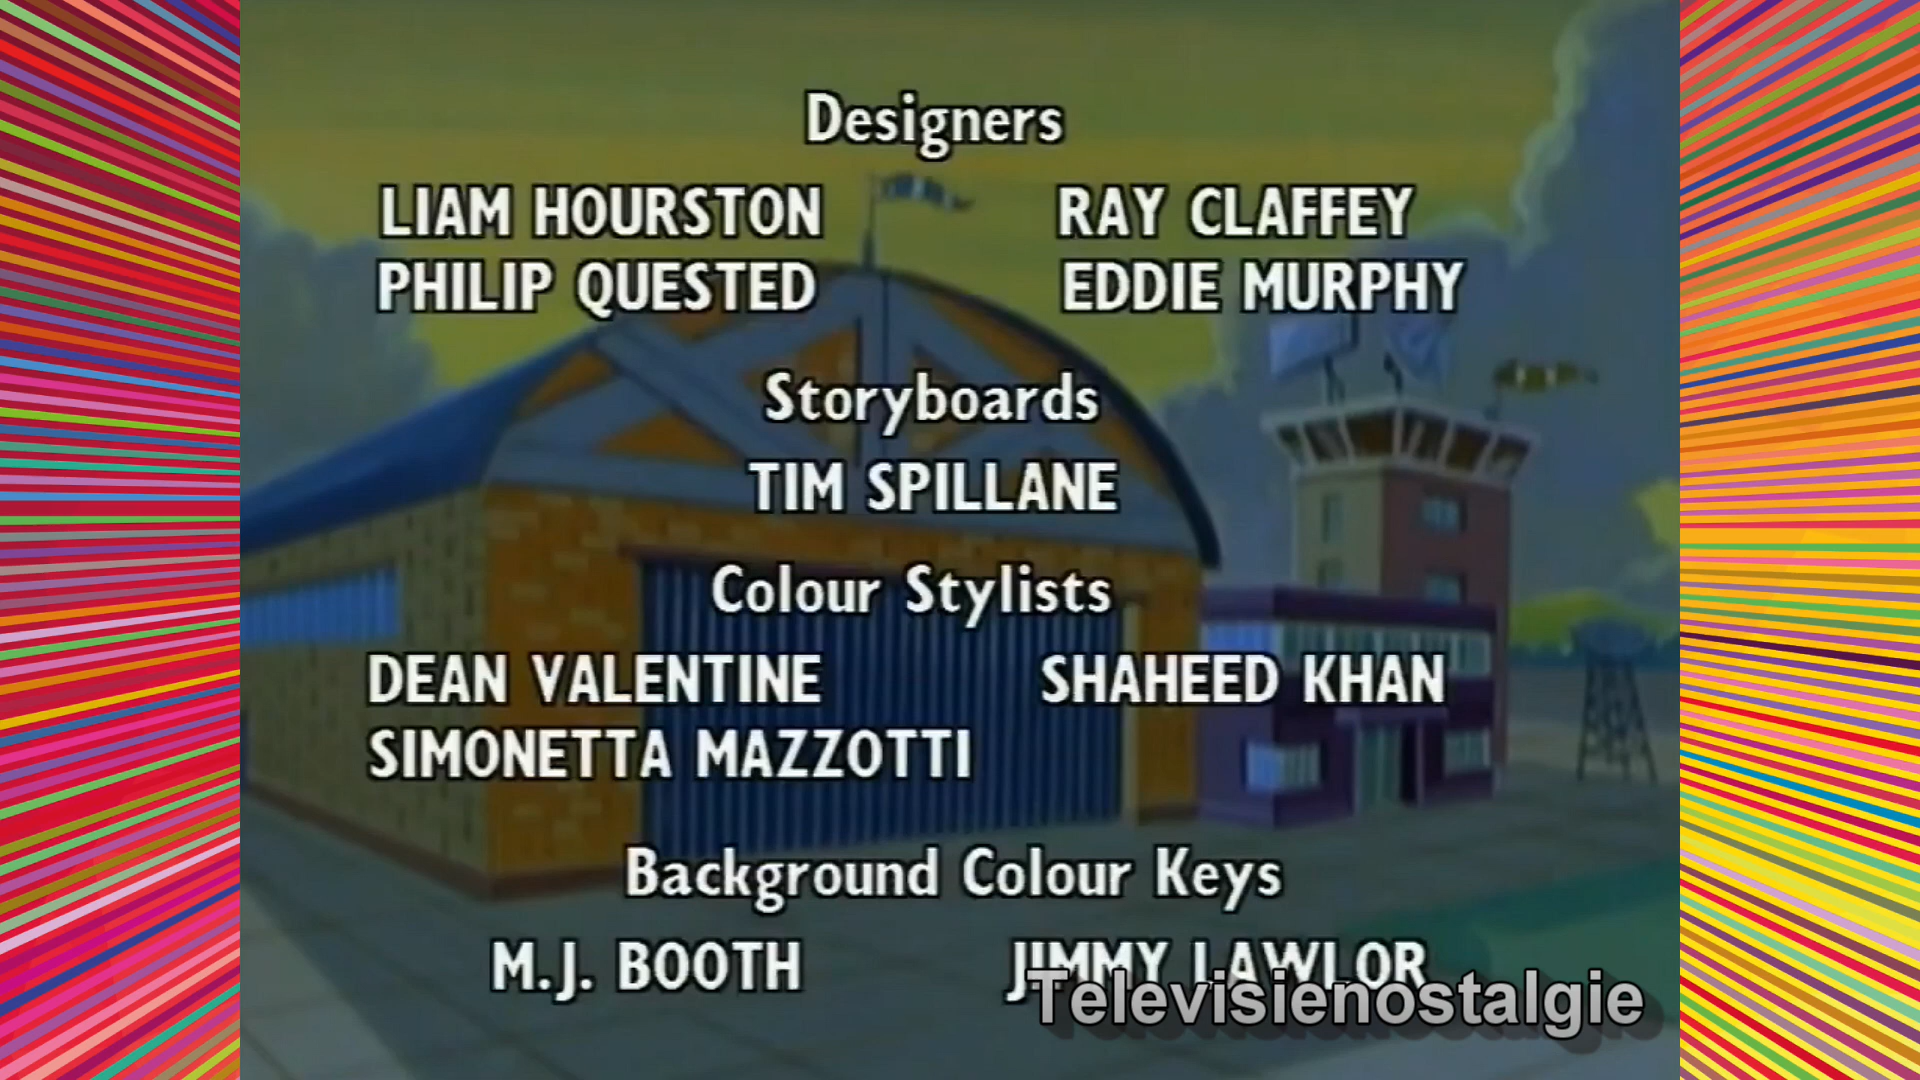 Designers
LIAM HOURSTON RAY CLAFFEY
PHILIP QUESTED EDDIE MURPHY
Storyboards
TIM SPILLANE
Colour Stylists
DEAN VALENTINE SHAHEED KHAN
SIMONETTA MAZZOTTI
Background Colour Keys
M.J. BOOTH JIMMY LAWLOR
Televisienostalgie